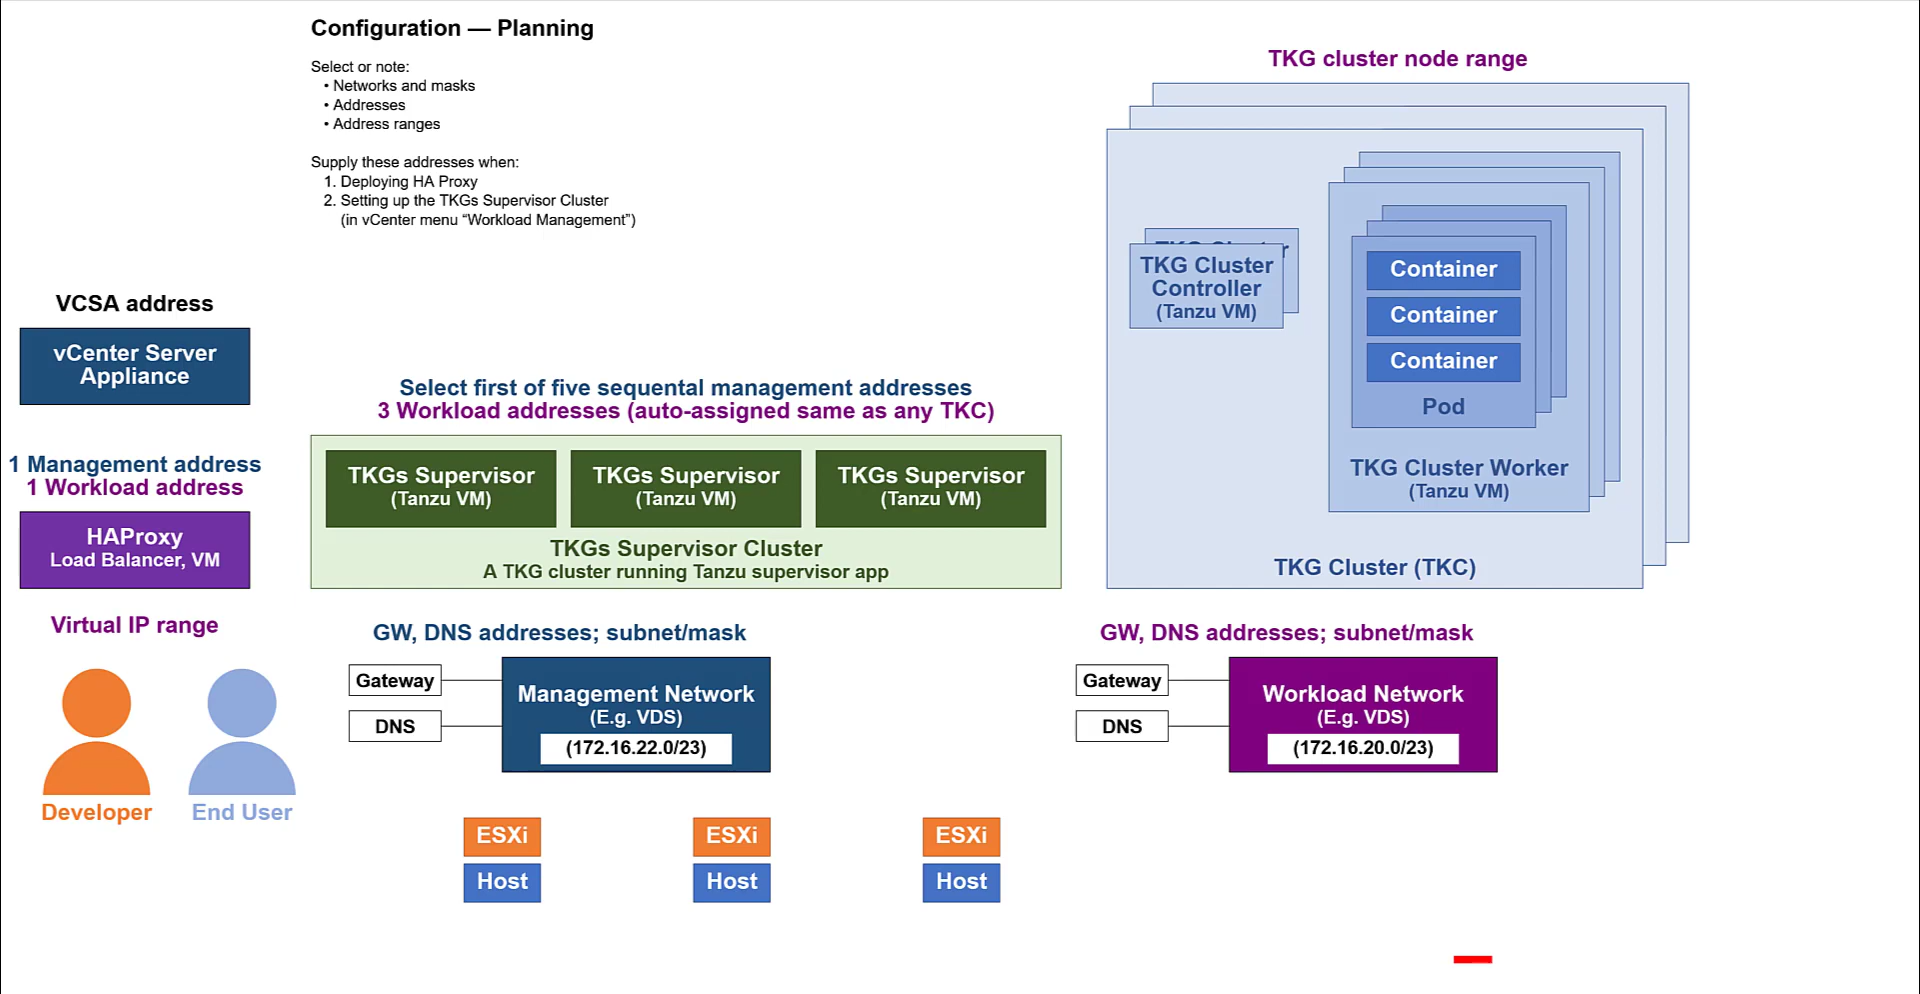 Configuration — Planning
Select or note:
• Networks and masks
• Addresses
• Address ranges
Supply these addresses when:
1. Deploying HA Proxy
2. Setting up the TKGs Supervisor Cluster
(in vCenter menu “Workload Management”)
VCSA address
vCenter Server
Appliance
1 Management address
1 Workload address
HAProxy
Load Balancer, VM
Virtual IP range
Developer
End User
Select first of five sequental management addresses
3 Workload addresses (auto-assigned same as any TKC)
TKGs Supervisor
(Tanzu VM)
TKGs Supervisor
(Tanzu VM)
TKGs Supervisor
(Tanzu VM)
TKGs Supervisor Cluster
A TKG cluster running Tanzu supervisor app
GW, DNS addresses; subnet/mask
Gateway
DNS
Management Network
(E.g. VDS)
(172.16.22.0/23)
ESXi
Host
ESXi
Host
ESXi
Host
TKG cluster node range
TKG Cluster
TKG Cluster
Controller
(Tanzu VM)
Container
Container
Container
Pod
TKG Cluster Worker
(Tanzu VM)
TKG Cluster (TKC)
GW, DNS addresses; subnet/mask
Gateway
DNS
Workload Network
(E.g. VDS)
(172.16.20.0/23)